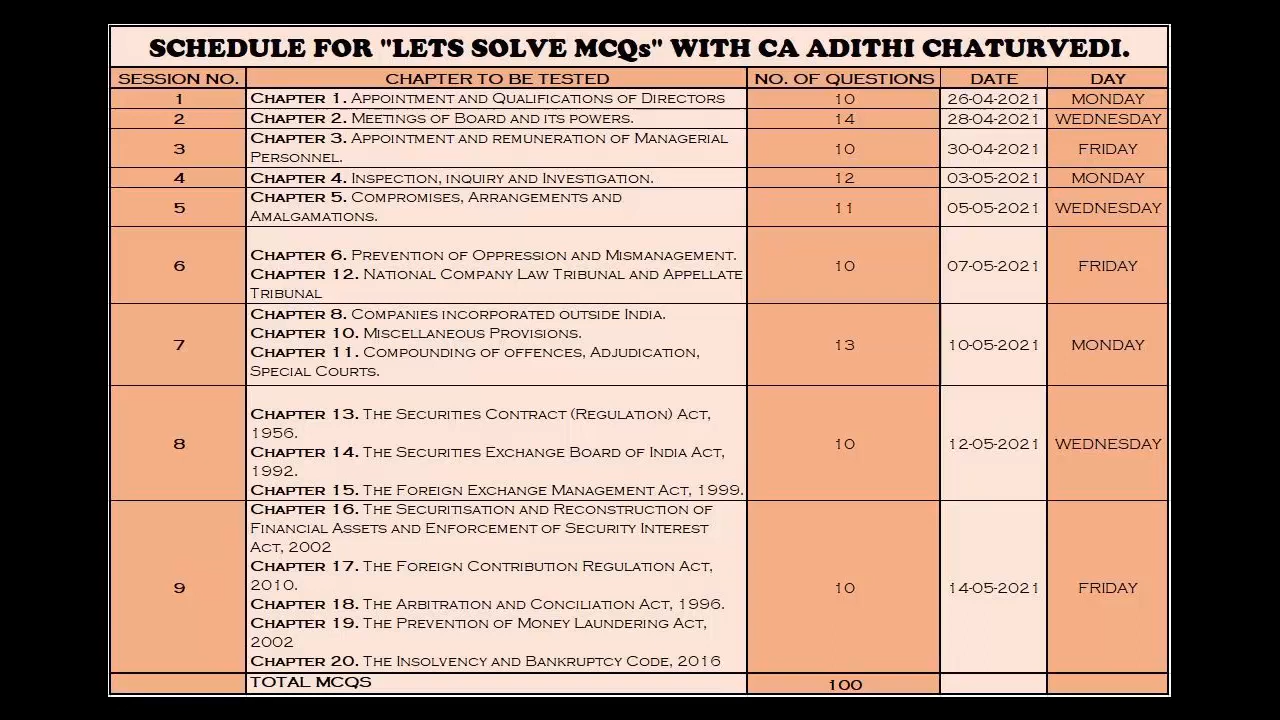 SCHEDULE FOR "LETS SOLVE MCQs" WITH CA ADITHI CHATURVEDI.
SESSION NO. CHAPTER TO BE TESTED NO. OF QUESTIONS DATE DAY
1 CHAPTER 1. APPOINTMENT AND QUALIFICATIONS OF DIRECTORS 10 26-04-2021 MONDAY
2 CHAPTER 2. MEETINGS OF BOARD AND ITS POWERS. 14 28-04-2021 WEDNESDAY
3 CHAPTER 3. APPOINTMENT AND REMUNERATION OF MANAGERIAL
PERSONNEL. 10 30-04-2021 FRIDAY
4 CHAPTER 4. INSPECTION, INQUIRY AND INVESTIGATION. 12 03-05-2021 MONDAY
5 CHAPTER 5. COMPROMISES, ARRANGEMENTS AND
AMALGAMATIONS. 11 05-05-2021 WEDNESDAY
CHAPTER 6. PREVENTION OF OPPRESSION AND MISMANAGEMENT.
6 CHAPTER 12. NATIONAL COMPANY LAW TRIBUNAL AND APPELLATE 10 07-05-2021 FRIDAY
TRIBUNAL
CHAPTER 8. COMPANIES INCORPORATED OUTSIDE INDIA.
CHAPTER 10. MISCELLANEOUS PROVISIONS.
7 CHAPTER 11. COMPOUNDING OF OFFENCES, ADJUDICATION, 13 10-05-2021 MONDAY
SPECIAL COURTS.
CHAPTER 13. THE SECURITIES CONTRACT (REGULATION) ACT,
1956.
8 CHAPTER 14. THE SECURITIES EXCHANGE BOARD OF INDIA ACT, 10 12-05-2021 WEDNESDAY
1992.
CHAPTER 15. THE FOREIGN EXCHANGE MANAGEMENT ACT, 1999.
CHAPTER 16. THE SECURITISATION AND RECONSTRUCTION OF
FINANCIAL ASSETS AND ENFORCEMENT OF SECURITY INTEREST
ACT, 2002
CHAPTER 17. THE FOREIGN CONTRIBUTION REGULATION ACT,
9 2010. 10 14-05-2021 FRIDAY
CHAPTER 18. THE ARBITRATION AND CONCILIATION ACT, 1996.
CHAPTER 19. THE PREVENTION OF MONEY LAUNDERING ACT,
2002
CHAPTER 20. THE INSOLVENCY AND BANKRUPTCY CODE, 2016
TOTAL MCQS 100